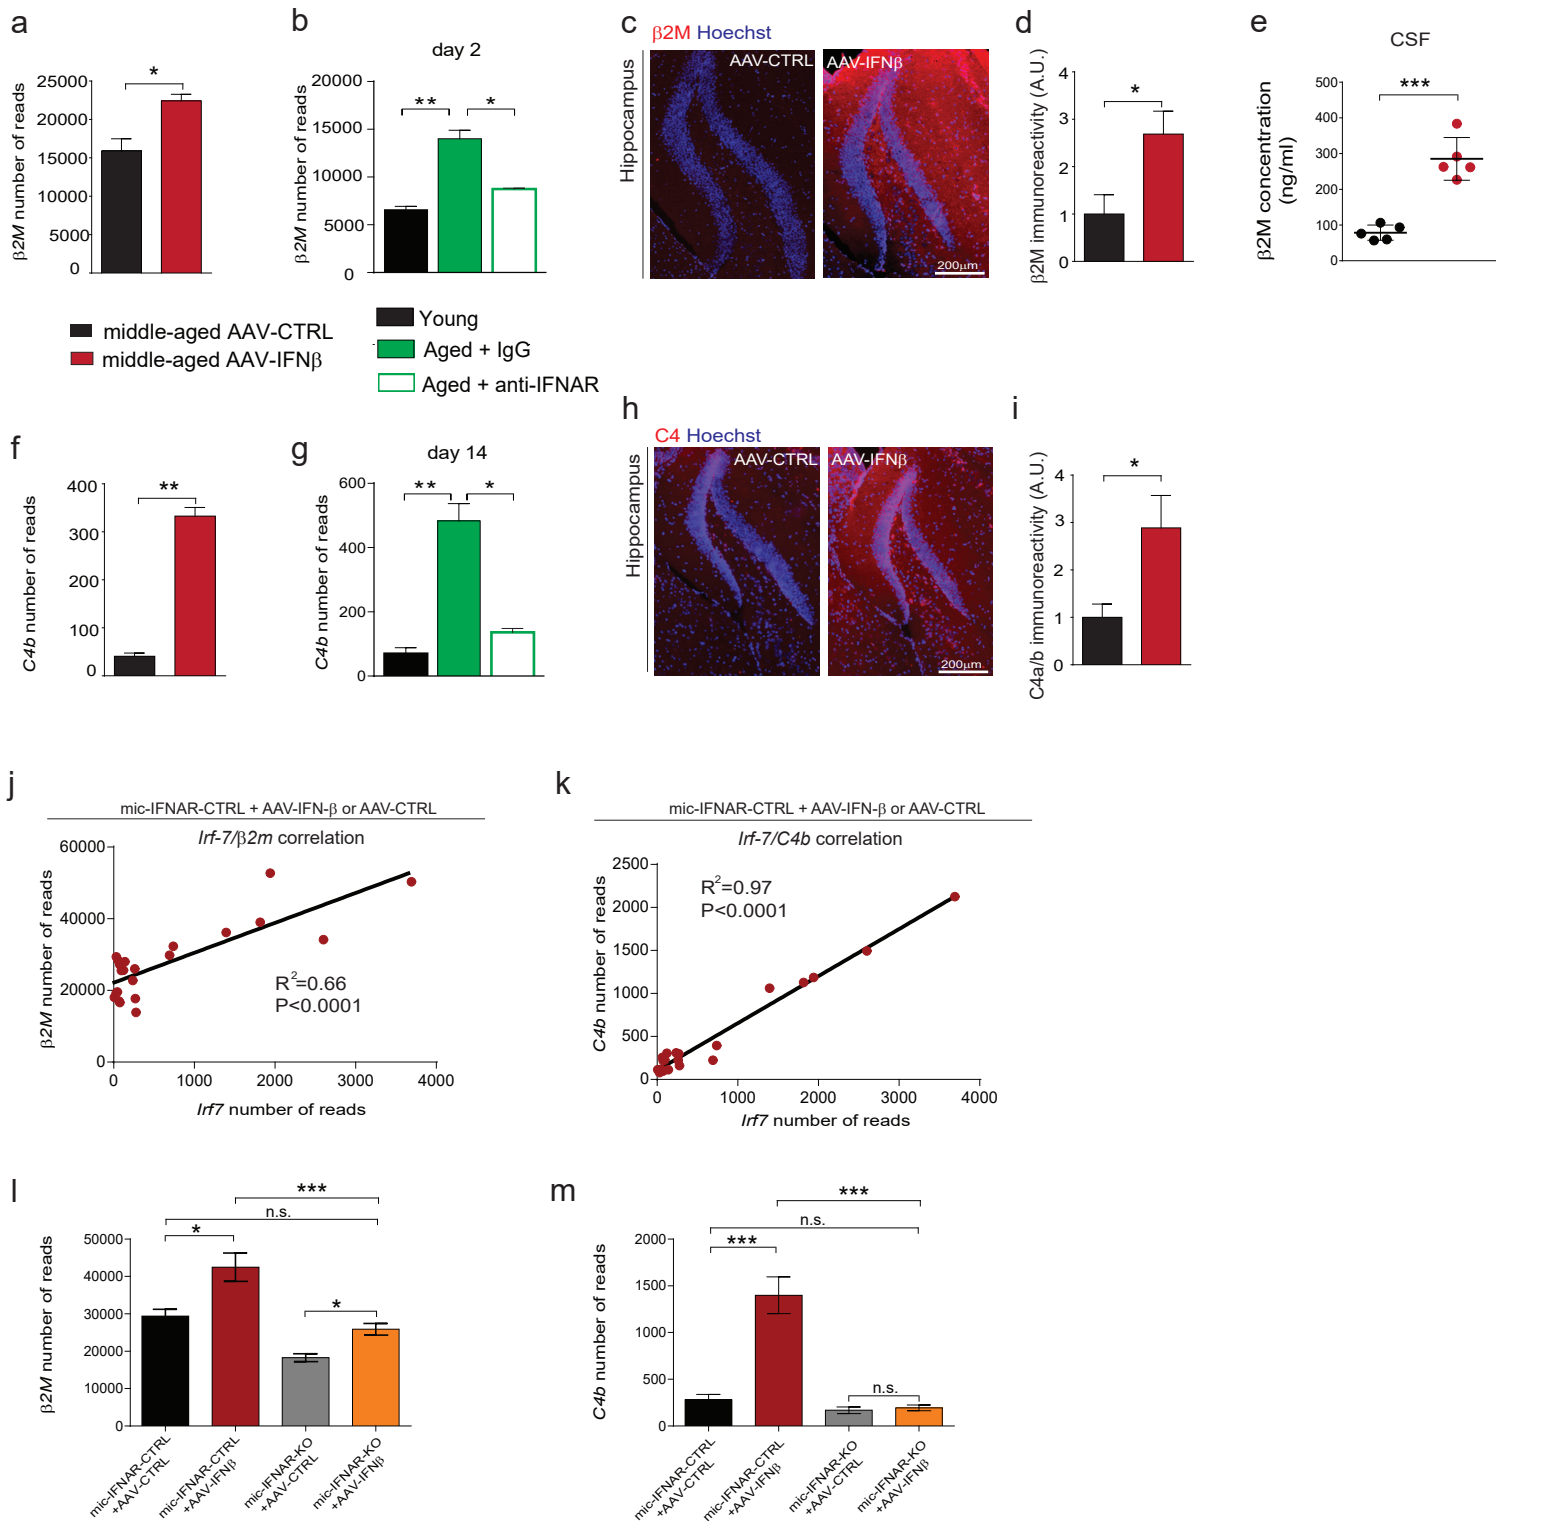 a
β2M number of reads
25000
20000
15000
10000
5000
0
*
middle-aged AAV-CTRL
middle-aged AAV-IFNβ
b
day 2
β2M number of reads
20000
15000
10000
5000
0
** *
Young
Aged + IgG
Aged + anti-IFNAR
c
β2M Hoechst
Hippocampus
AAV-CTRL
AAV-IFNβ
200µm
d
β2M immunoreactivity (A.U.)
4
3
2
1
0
*
e
CSF
β2M concentration
(ng/ml)
500
400
300
200
100
0
***
f
C4b number of reads
400
300
200
100
0
**
g
day 14
C4b number of reads
600
400
200
0
** *
h
C4 Hoechst
Hippocampus
AAV-CTRL
AAV-IFNβ
200µm
i
C4a/b immunoreactivity (A.U.)
4
3
2
1
0
*
j
mic-IFNAR-CTRL + AAV-IFN-β or AAV-CTRL
Irf-7/β2m correlation
β2M number of reads
60000
40000
20000
0
R²=0.66
P<0.0001
0 1000 2000 3000 4000
Irf7 number of reads
k
mic-IFNAR-CTRL + AAV-IFN-β or AAV-CTRL
Irf-7/C4b correlation
C4b number of reads
2500
2000
1500
1000
500
0
R²=0.97
P<0.0001
0 1000 2000 3000 4000
Irf7 number of reads
l
β2M number of reads
50000
40000
30000
20000
10000
0
***
n.s.
*
*
mic-IFNAR-CTRL
+AAV-CTRL
mic-IFNAR-CTRL
+AAV-IFNβ
mic-IFNAR-KO
+AAV-CTRL
mic-IFNAR-KO
+AAV-IFNβ
m
C4b number of reads
2000
1500
1000
500
0
***
n.s.
***
n.s.
mic-IFNAR-CTRL
+AAV-CTRL
mic-IFNAR-CTRL
+AAV-IFNβ
mic-IFNAR-KO
+AAV-CTRL
mic-IFNAR-KO
+AAV-IFNβ